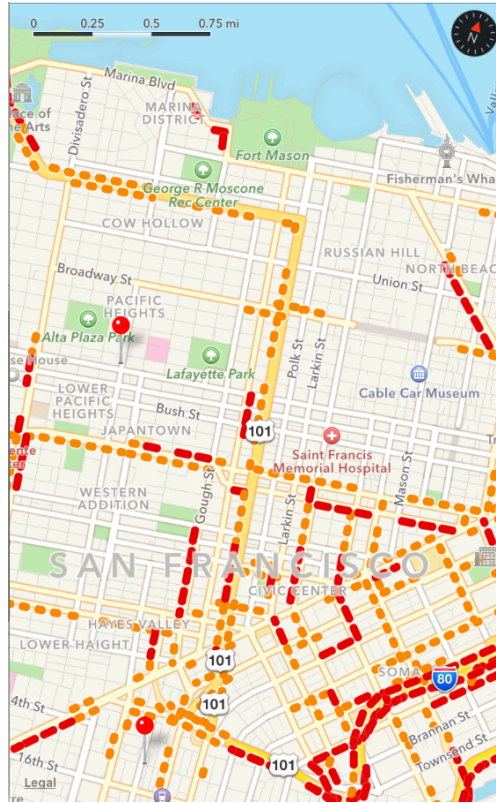 0 0.25 0.5 0.75 mi
N
Marina Blvd
MARINA
DISTRICT
Divisadero St
Fort Mason
George R Moscone
Rec Center
Fisherman's Wha
COW HOLLOW
RUSSIAN HILL
NORTH BEAC
Broadway St
Union St
PACIFIC
HEIGHTS
Alta Plaza Park
Lafayette Park
Polk St
Larkin St
Cable Car Museum
se House
LOWER
PACIFIC
HEIGHTS
Bush St
JAPANTOWN
101
Saint Francis
Memorial Hospital
Mason St
WESTERN
ADDITION
Gough St
Larkin St
SAN FRANCISCO
CIVIC CENTER
HAYES VALLEY
LOWER HAIGHT
101
SOMA
80
101
4th St
Brannan St
Townsend St
16th St
101
Legal